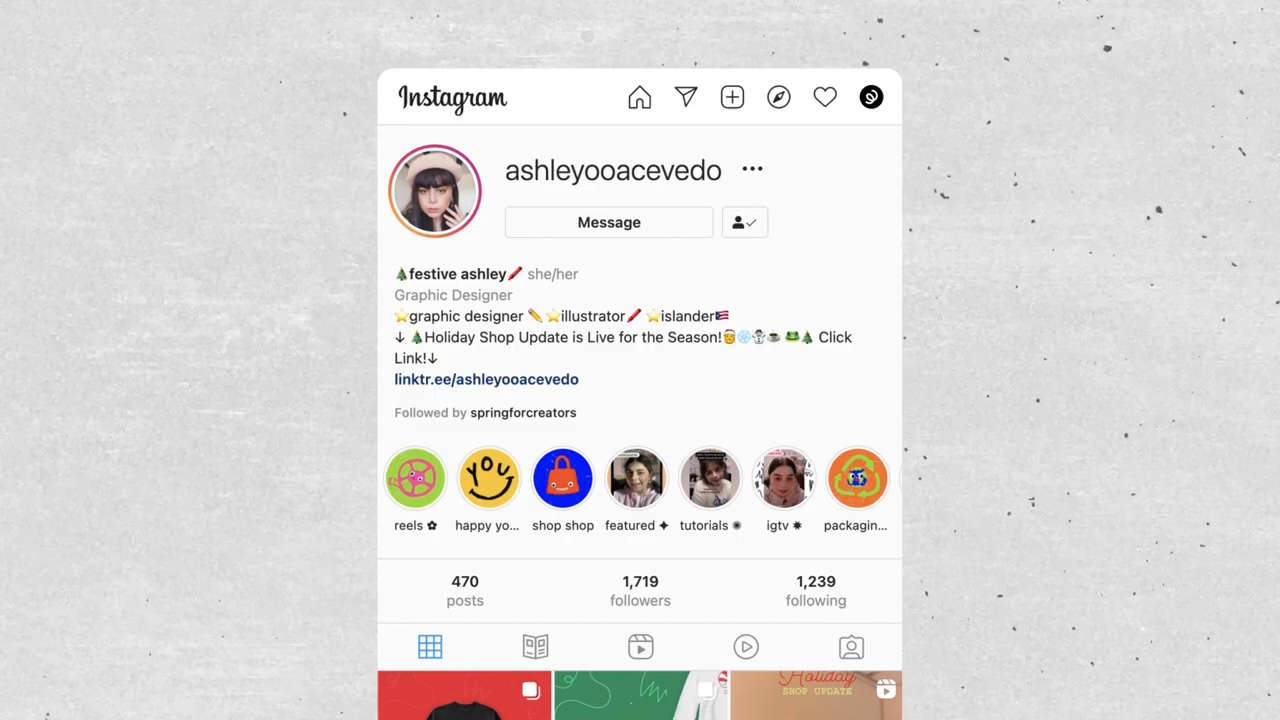 Instagram
ashleyooacevedo
Message
🎄festive ashley🖍️ she/her
Graphic Designer
⭐graphic designer ✏️ ⭐illustrator🖍️ ⭐islander🇵🇷
↓ 🎄Holiday Shop Update is Live for the Season!🎅❄️☃️☕ 🐸🎄 Click
Link!↓
linktr.ee/ashleyooacevedo
Followed by springforcreators
YOU
reels ✿ happy yo... shop shop featured ✦ tutorials ✺ igtv ✷ packagin...
470 1,719 1,239
posts followers following
Holiday
SHOP UPDATE